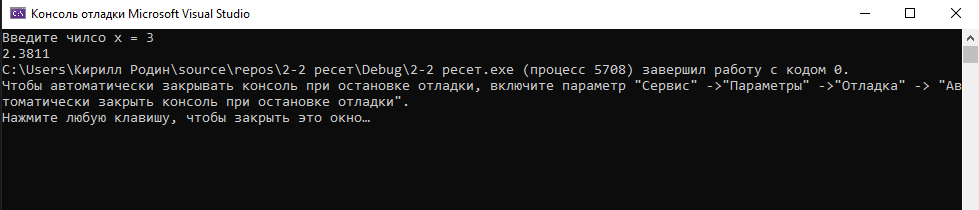 C:\ Консоль отладки Microsoft Visual Studio
Введите чилсо x = 3
2.3811
C:\Users\Кирилл Родин\source\repos\2-2 ресет\Debug\2-2 ресет.exe (процесс 5708) завершил работу с кодом 0.
Чтобы автоматически закрывать консоль при остановке отладки, включите параметр "Сервис" ->"Параметры" ->"Отладка" -> "Ав
томатически закрыть консоль при остановке отладки".
Нажмите любую клавишу, чтобы закрыть это окно…